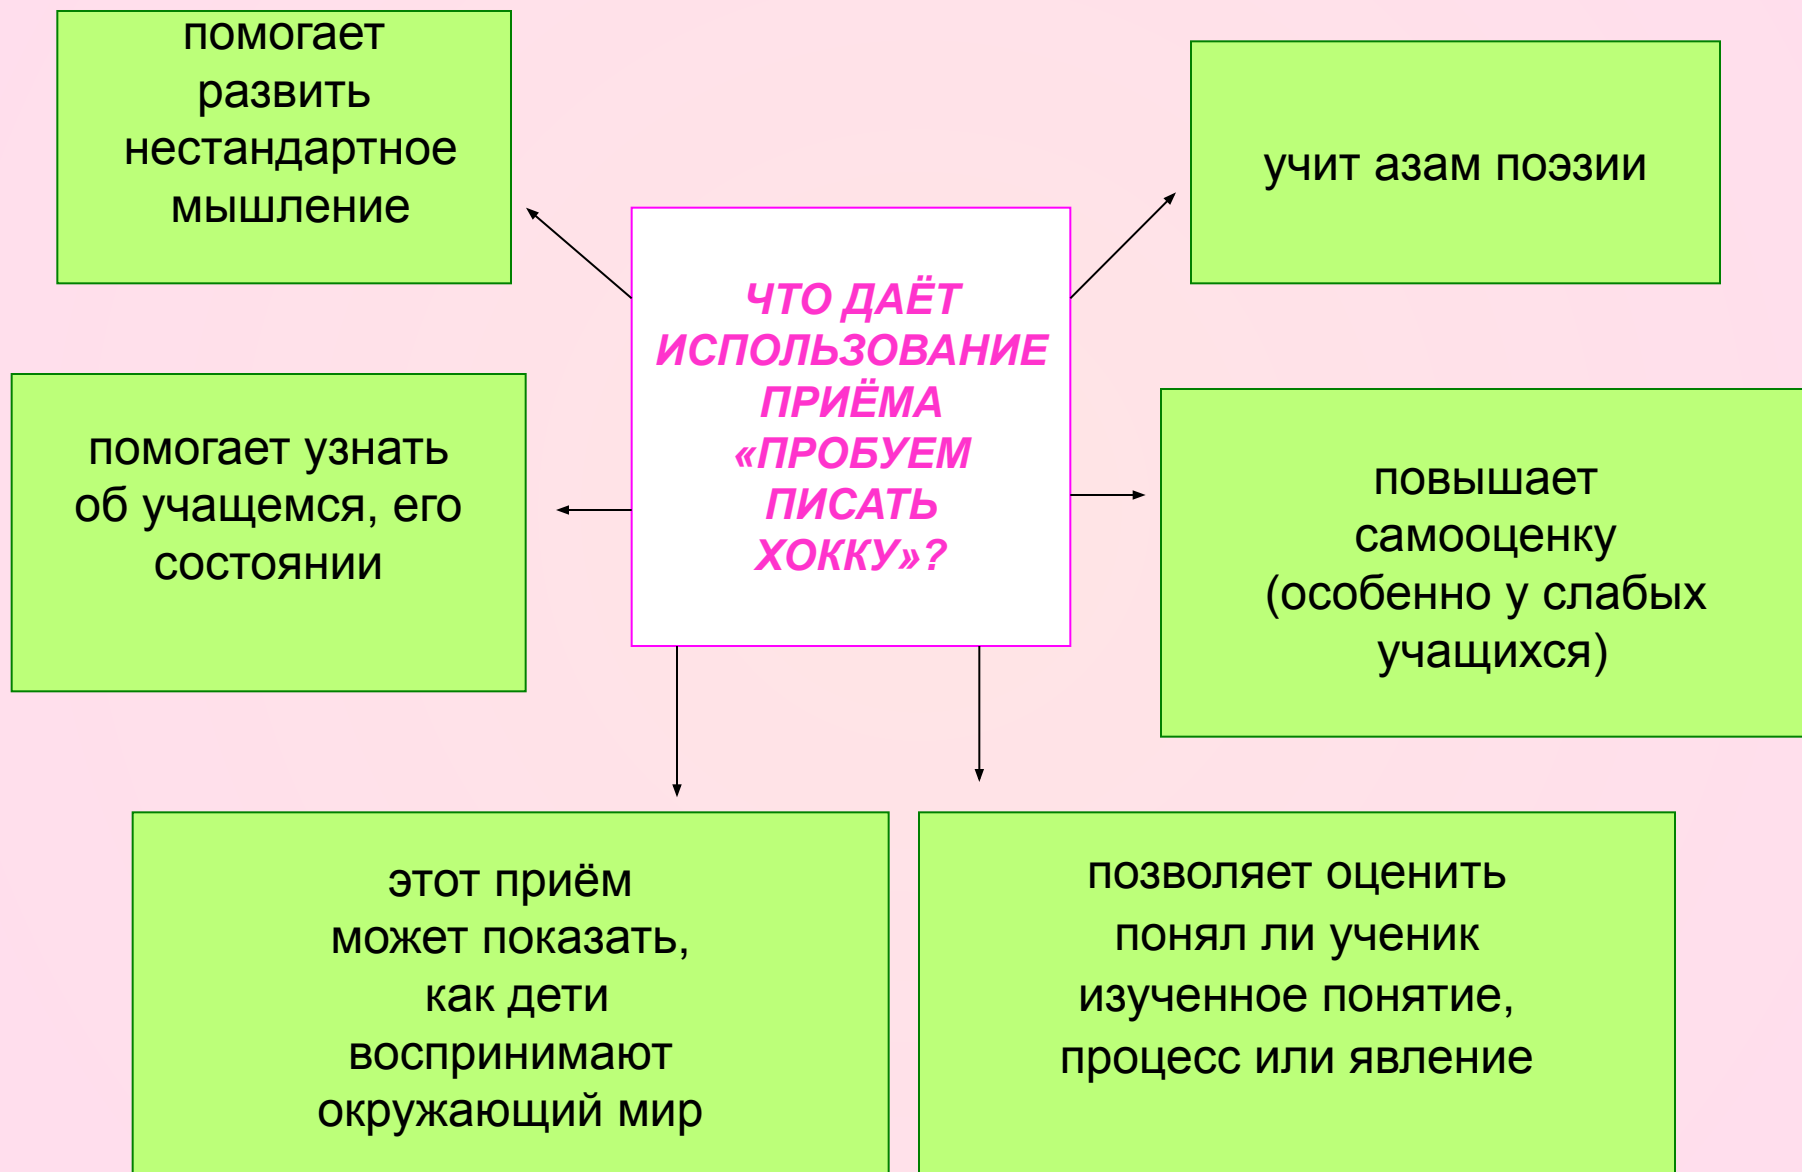 помогает
развить
нестандартное
мышление
учит азам поэзии
ЧТО ДАЁТ
ИСПОЛЬЗОВАНИЕ
ПРИЁМА
«ПРОБУЕМ
ПИСАТЬ
ХОККУ»?
помогает узнать
об учащемся, его
состоянии
повышает
самооценку
(особенно у слабых
учащихся)
этот приём
может показать,
как дети
воспринимают
окружающий мир
позволяет оценить
понял ли ученик
изученное понятие,
процесс или явление